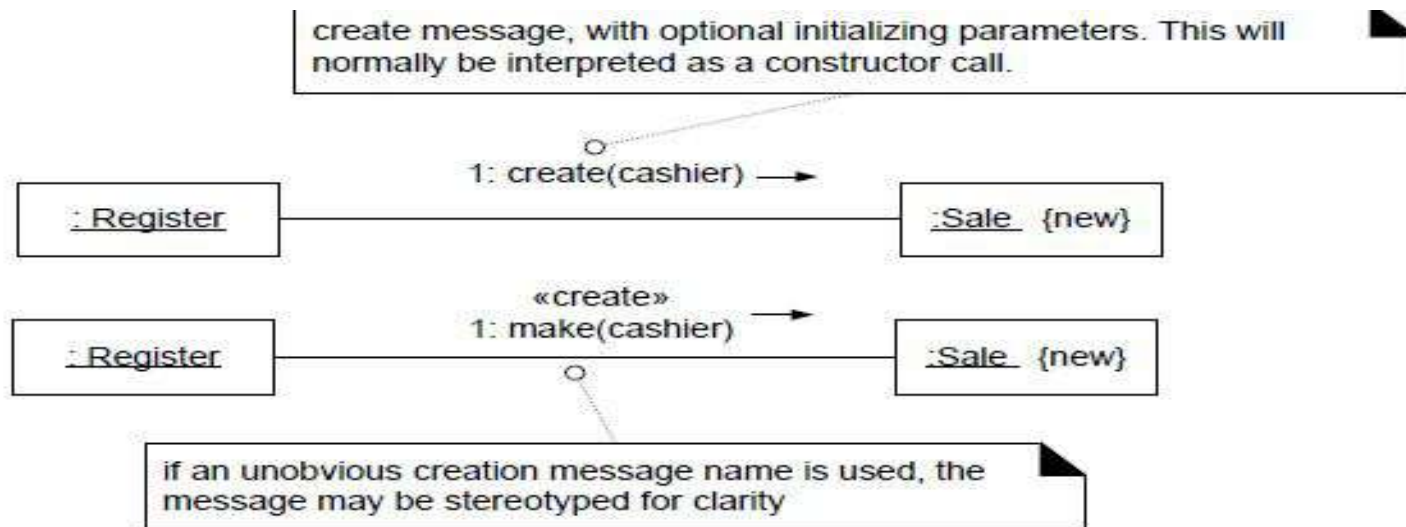 create message, with optional initializing parameters. This will
normally be interpreted as a constructor call.
1: create(cashier)
: Register
:Sale {new}
«create»
1: make(cashier)
: Register
:Sale {new}
if an unobvious creation message name is used, the
message may be stereotyped for clarity